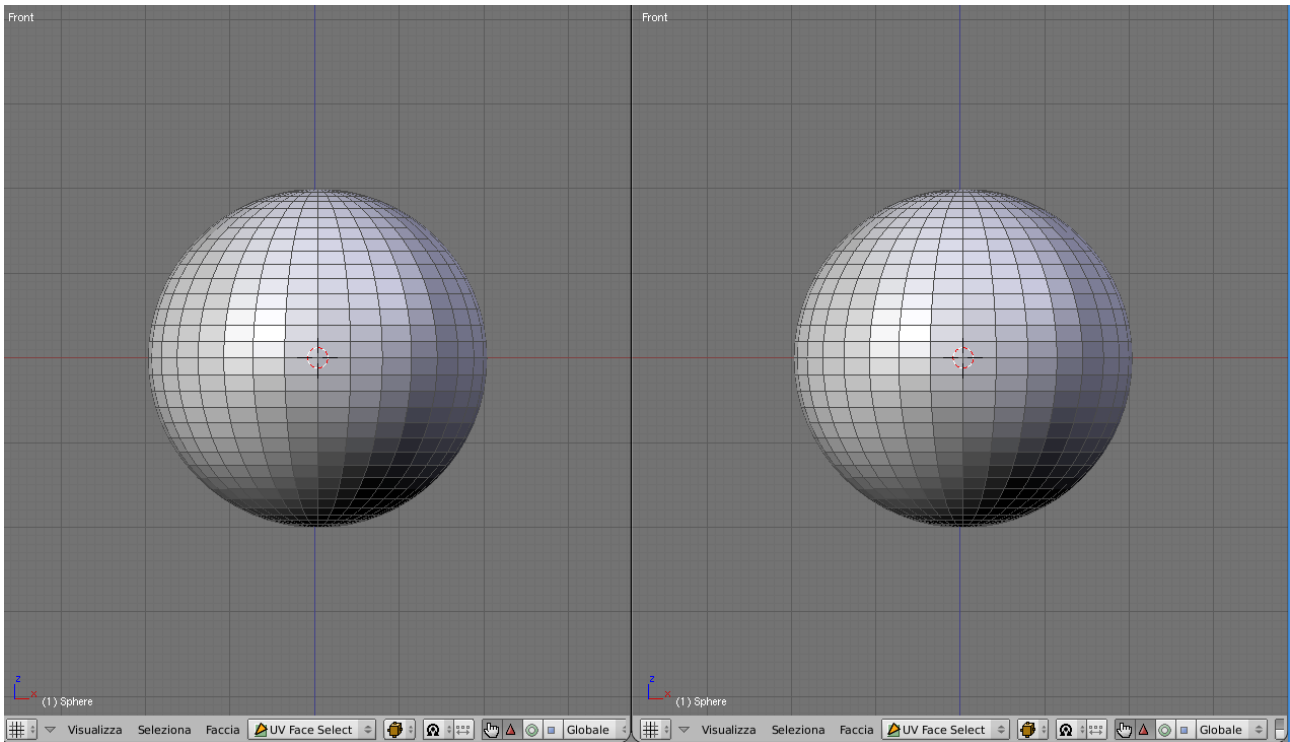 Front
Front
z
x
(1) Sphere
z
x
(1) Sphere
Visualizza Seleziona Faccia UV Face Select Globale
Visualizza Seleziona Faccia UV Face Select Globale